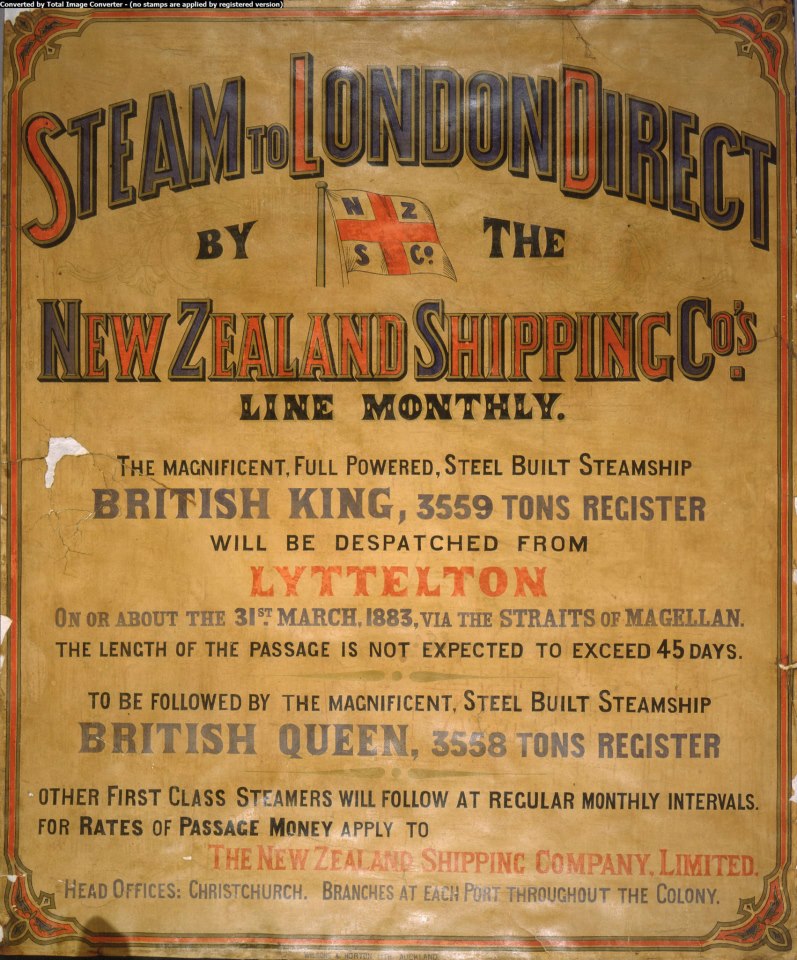 Converted by Total Image Converter - (no stamps are applied by registered version)
STEAM TO LONDON DIRECT
BY N Z S Co THE
NEW ZEALAND SHIPPING Co's
LINE MONTHLY.
THE MAGNIFICENT, FULL POWERED, STEEL BUILT STEAMSHIP
BRITISH KING, 3559 TONS REGISTER
WILL BE DESPATCHED FROM
LYTTELTON
ON OR ABOUT THE 31ST. MARCH, 1883, VIA THE STRAITS OF MAGELLAN.
THE LENGTH OF THE PASSAGE IS NOT EXPECTED TO EXCEED 45 DAYS.
TO BE FOLLOWED BY THE MAGNIFICENT, STEEL BUILT STEAMSHIP
BRITISH QUEEN, 3558 TONS REGISTER
OTHER FIRST CLASS STEAMERS WILL FOLLOW AT REGULAR MONTHLY INTERVALS.
FOR RATES OF PASSAGE MONEY APPLY TO
THE NEW ZEALAND SHIPPING COMPANY, LIMITED.
HEAD OFFICES: CHRISTCHURCH. BRANCHES AT EACH PORT THROUGHOUT THE COLONY.
WILSON & HORTON LITH. AUCKLAND